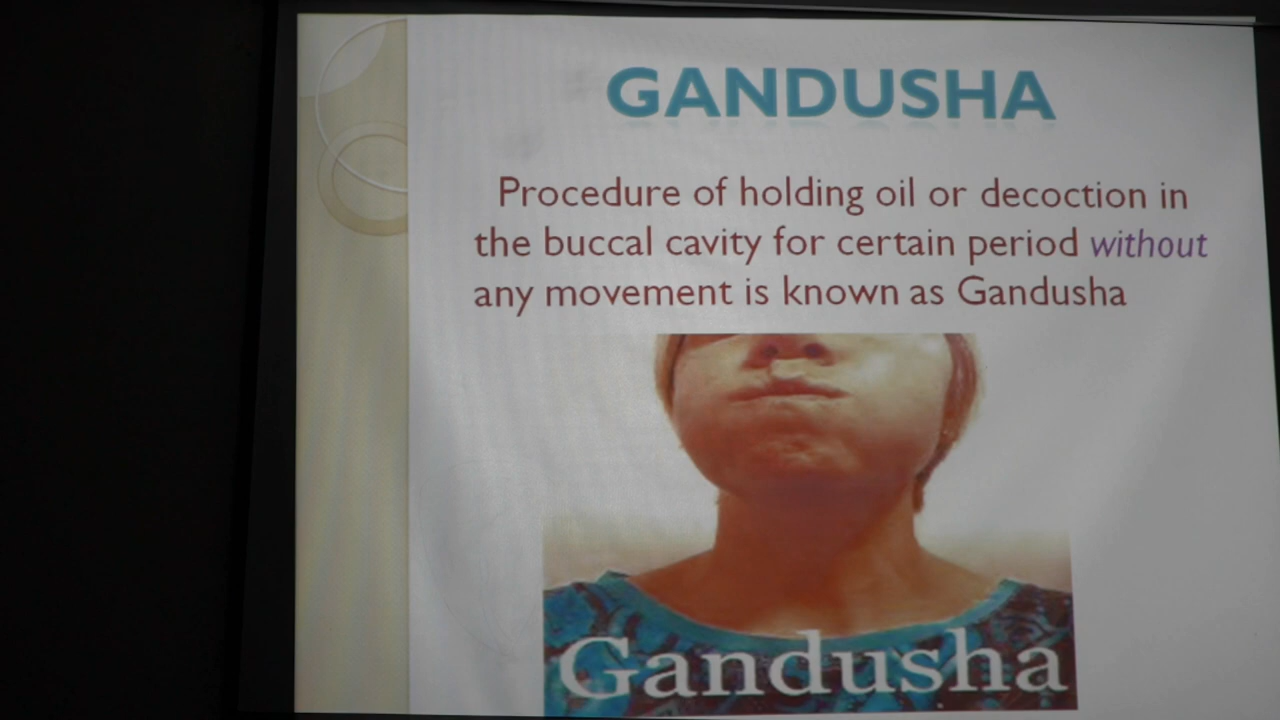 GANDUSHA
Procedure of holding oil or decoction in
the buccal cavity for certain period without
any movement is known as Gandusha
Gandusha